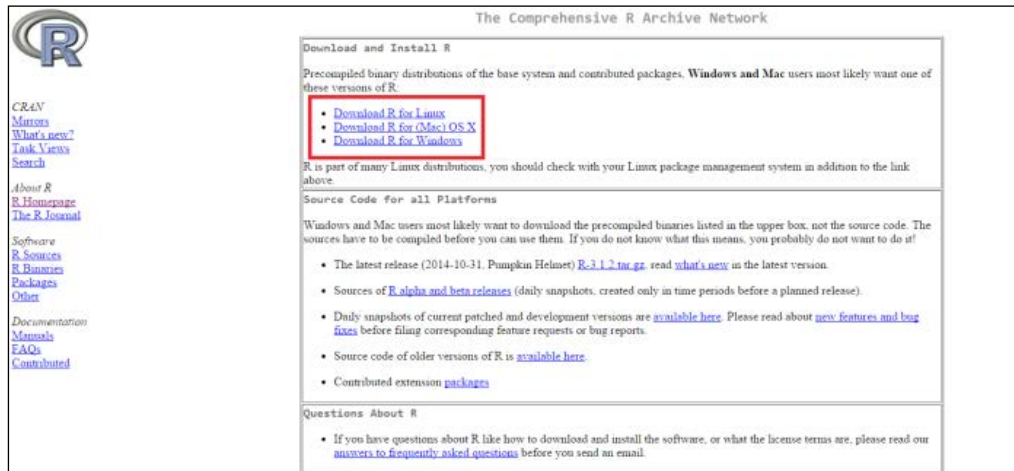 The Comprehensive R Archive Network
R
CRAN
Mirrors
What's new?
Task Views
Search
About R
R Homepage
The R Journal
Software
R Sources
R Binaries
Packages
Other
Documentation
Manuals
FAQs
Contributed
Download and Install R
Precompiled binary distributions of the base system and contributed packages, Windows and Mac users most likely want one of
these versions of R:
• Download R for Linux
• Download R for (Mac) OS X
• Download R for Windows
R is part of many Linux distributions, you should check with your Linux package management system in addition to the link
above.
Source Code for all Platforms
Windows and Mac users most likely want to download the precompiled binaries listed in the upper box, not the source code. The
sources have to be compiled before you can use them. If you do not know what this means, you probably do not want to do it!
• The latest release (2014-10-31, Pumpkin Helmet) R-3.1.2.tar.gz, read what's new in the latest version.
• Sources of R alpha and beta releases (daily snapshots, created only in time periods before a planned release).
• Daily snapshots of current patched and development versions are available here. Please read about new features and bug
fixes before filing corresponding feature requests or bug reports.
• Source code of older versions of R is available here.
• Contributed extension packages
Questions About R
• If you have questions about R like how to download and install the software, or what the license terms are, please read our
answers to frequently asked questions before you send an email.